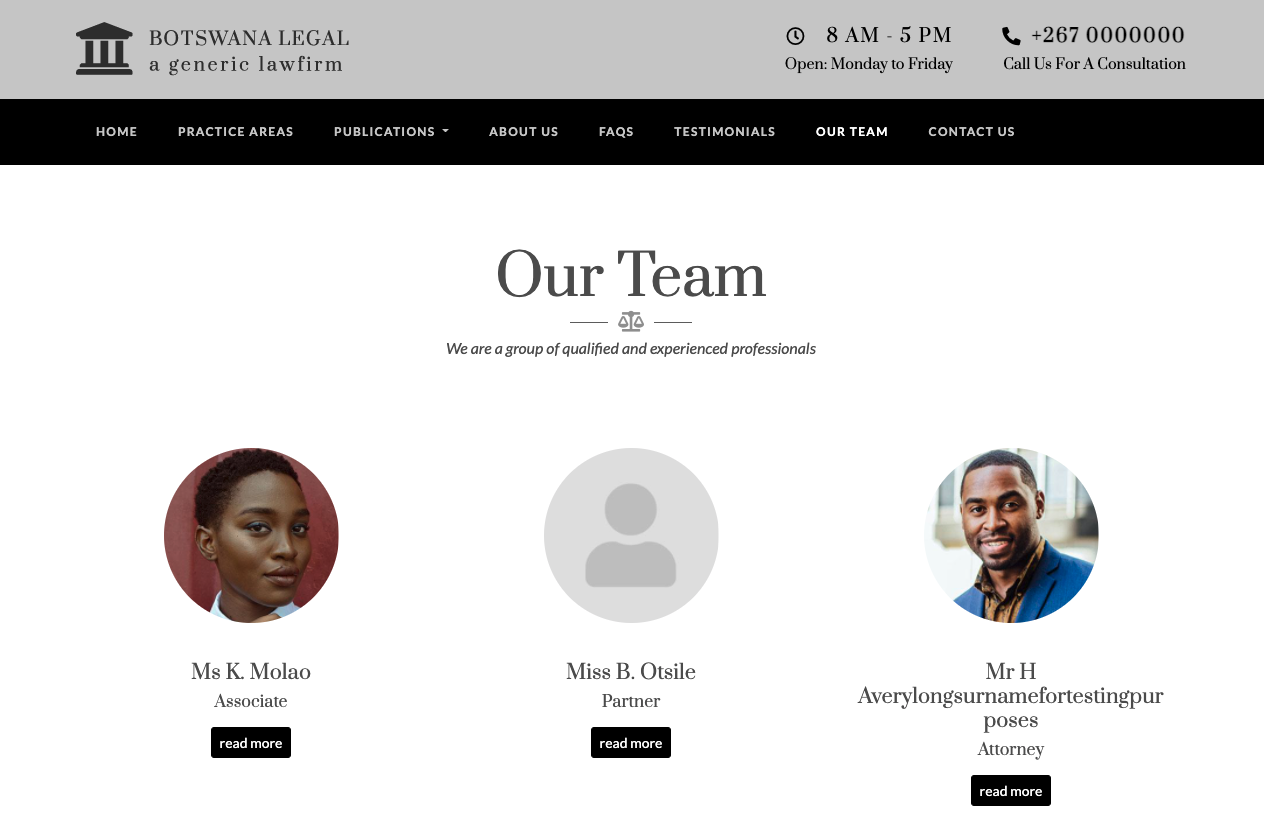 BOTSWANA LEGAL
a generic lawfirm
8 AM - 5 PM
Open: Monday to Friday
+267 0000000
Call Us For A Consultation
HOME PRACTICE AREAS PUBLICATIONS ABOUT US FAQS TESTIMONIALS OUR TEAM CONTACT US
Our Team
We are a group of qualified and experienced professionals
Ms K. Molao
Associate
read more
Miss B. Otsile
Partner
read more
Mr H
Averylongsurnamefortestingpur
poses
Attorney
read more